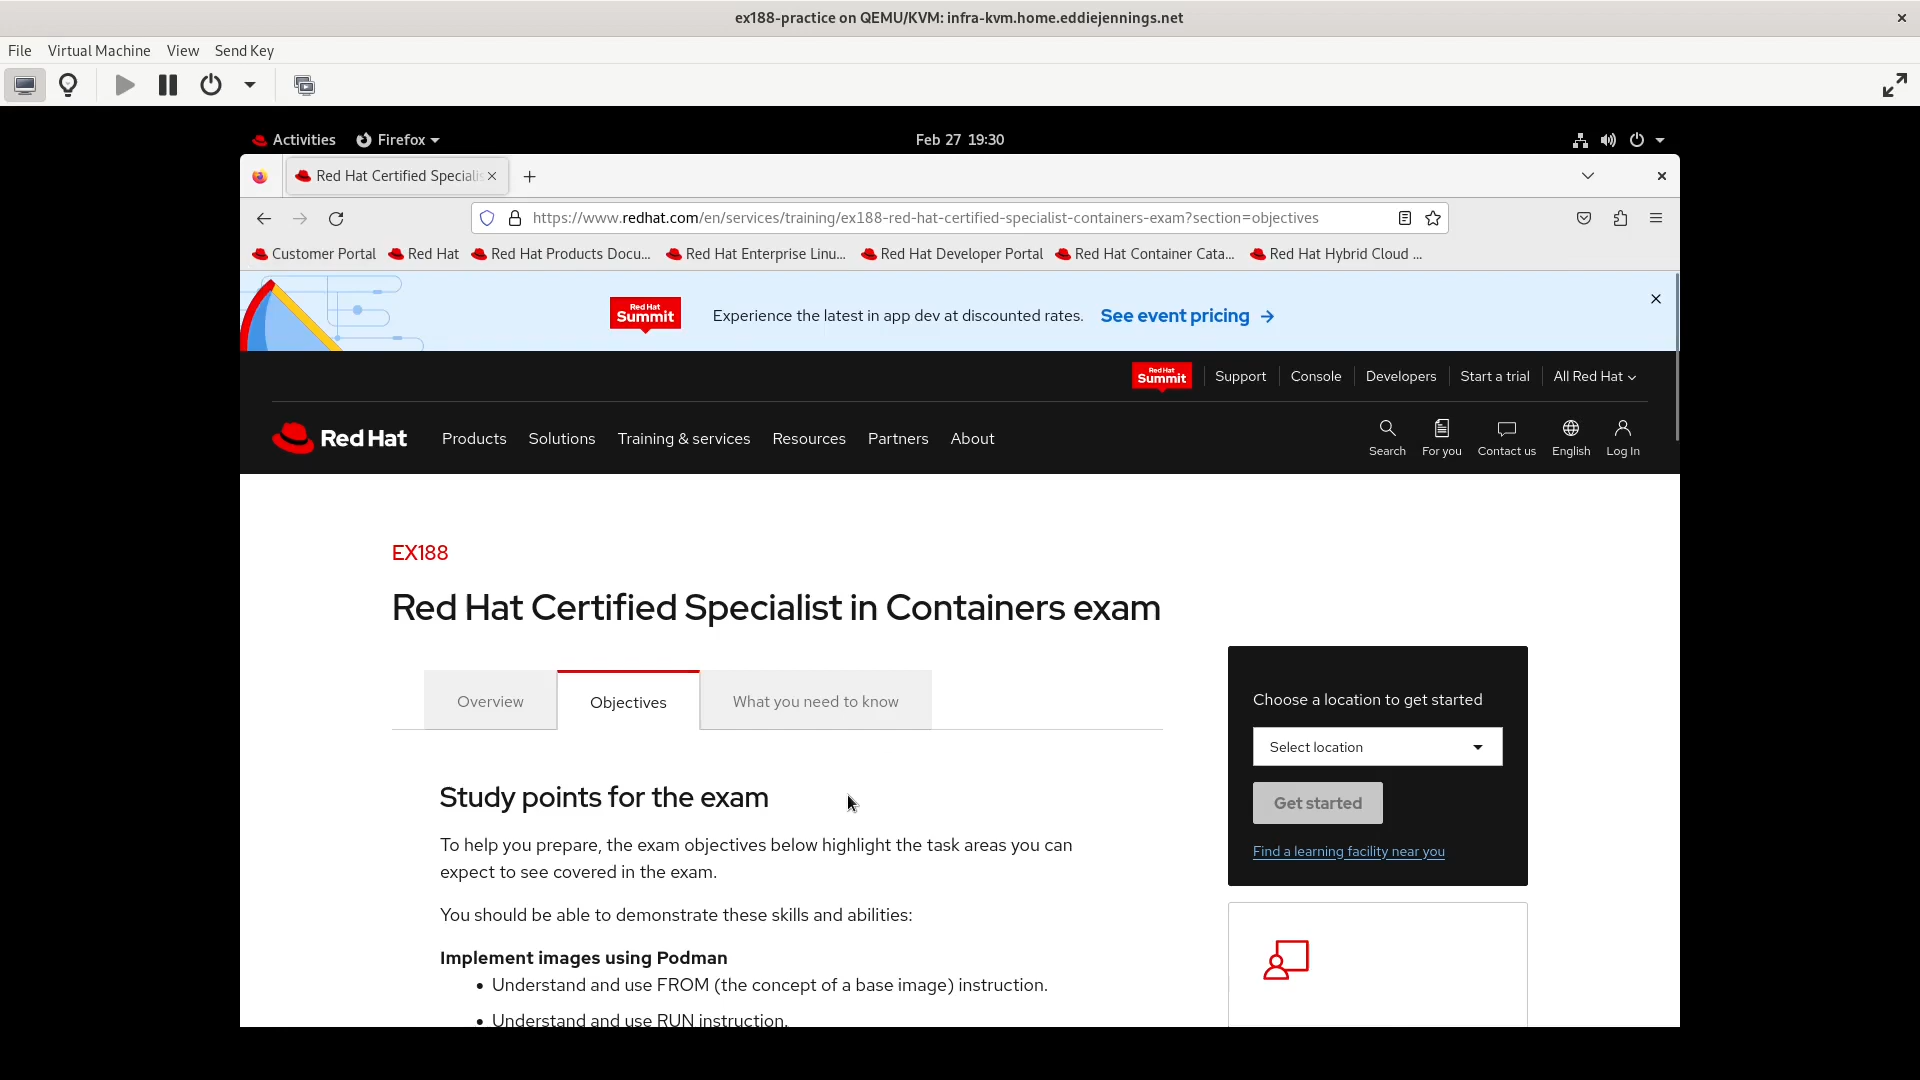 ex188-practice on QEMU/KVM: infra-kvm.home.eddiejennings.net
File Virtual Machine View Send Key
Activities Firefox Feb 27 19:30
Red Hat Certified Specialis
https://www.redhat.com/en/services/training/ex188-red-hat-certified-specialist-containers-exam?section=objectives
Customer Portal Red Hat Red Hat Products Docu... Red Hat Enterprise Linu... Red Hat Developer Portal Red Hat Container Cata... Red Hat Hybrid Cloud ...
Red Hat
Summit
Experience the latest in app dev at discounted rates. See event pricing
Red Hat
Summit
Support Console Developers Start a trial All Red Hat
Red Hat Products Solutions Training & services Resources Partners About
Search For you Contact us English Log In
EX188
Red Hat Certified Specialist in Containers exam
Overview Objectives What you need to know
Choose a location to get started
Select location
Get started
Find a learning facility near you
Study points for the exam
To help you prepare, the exam objectives below highlight the task areas you can
expect to see covered in the exam.
You should be able to demonstrate these skills and abilities:
Implement images using Podman
• Understand and use FROM (the concept of a base image) instruction.
• Understand and use RUN instruction.